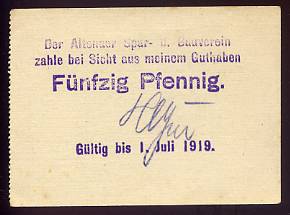 Der Altenaer Spar- u. Bauverein
zahle bei Sicht aus meinem Guthaben
Fünfzig Pfennig.
Gültig bis 1. Juli 1919.